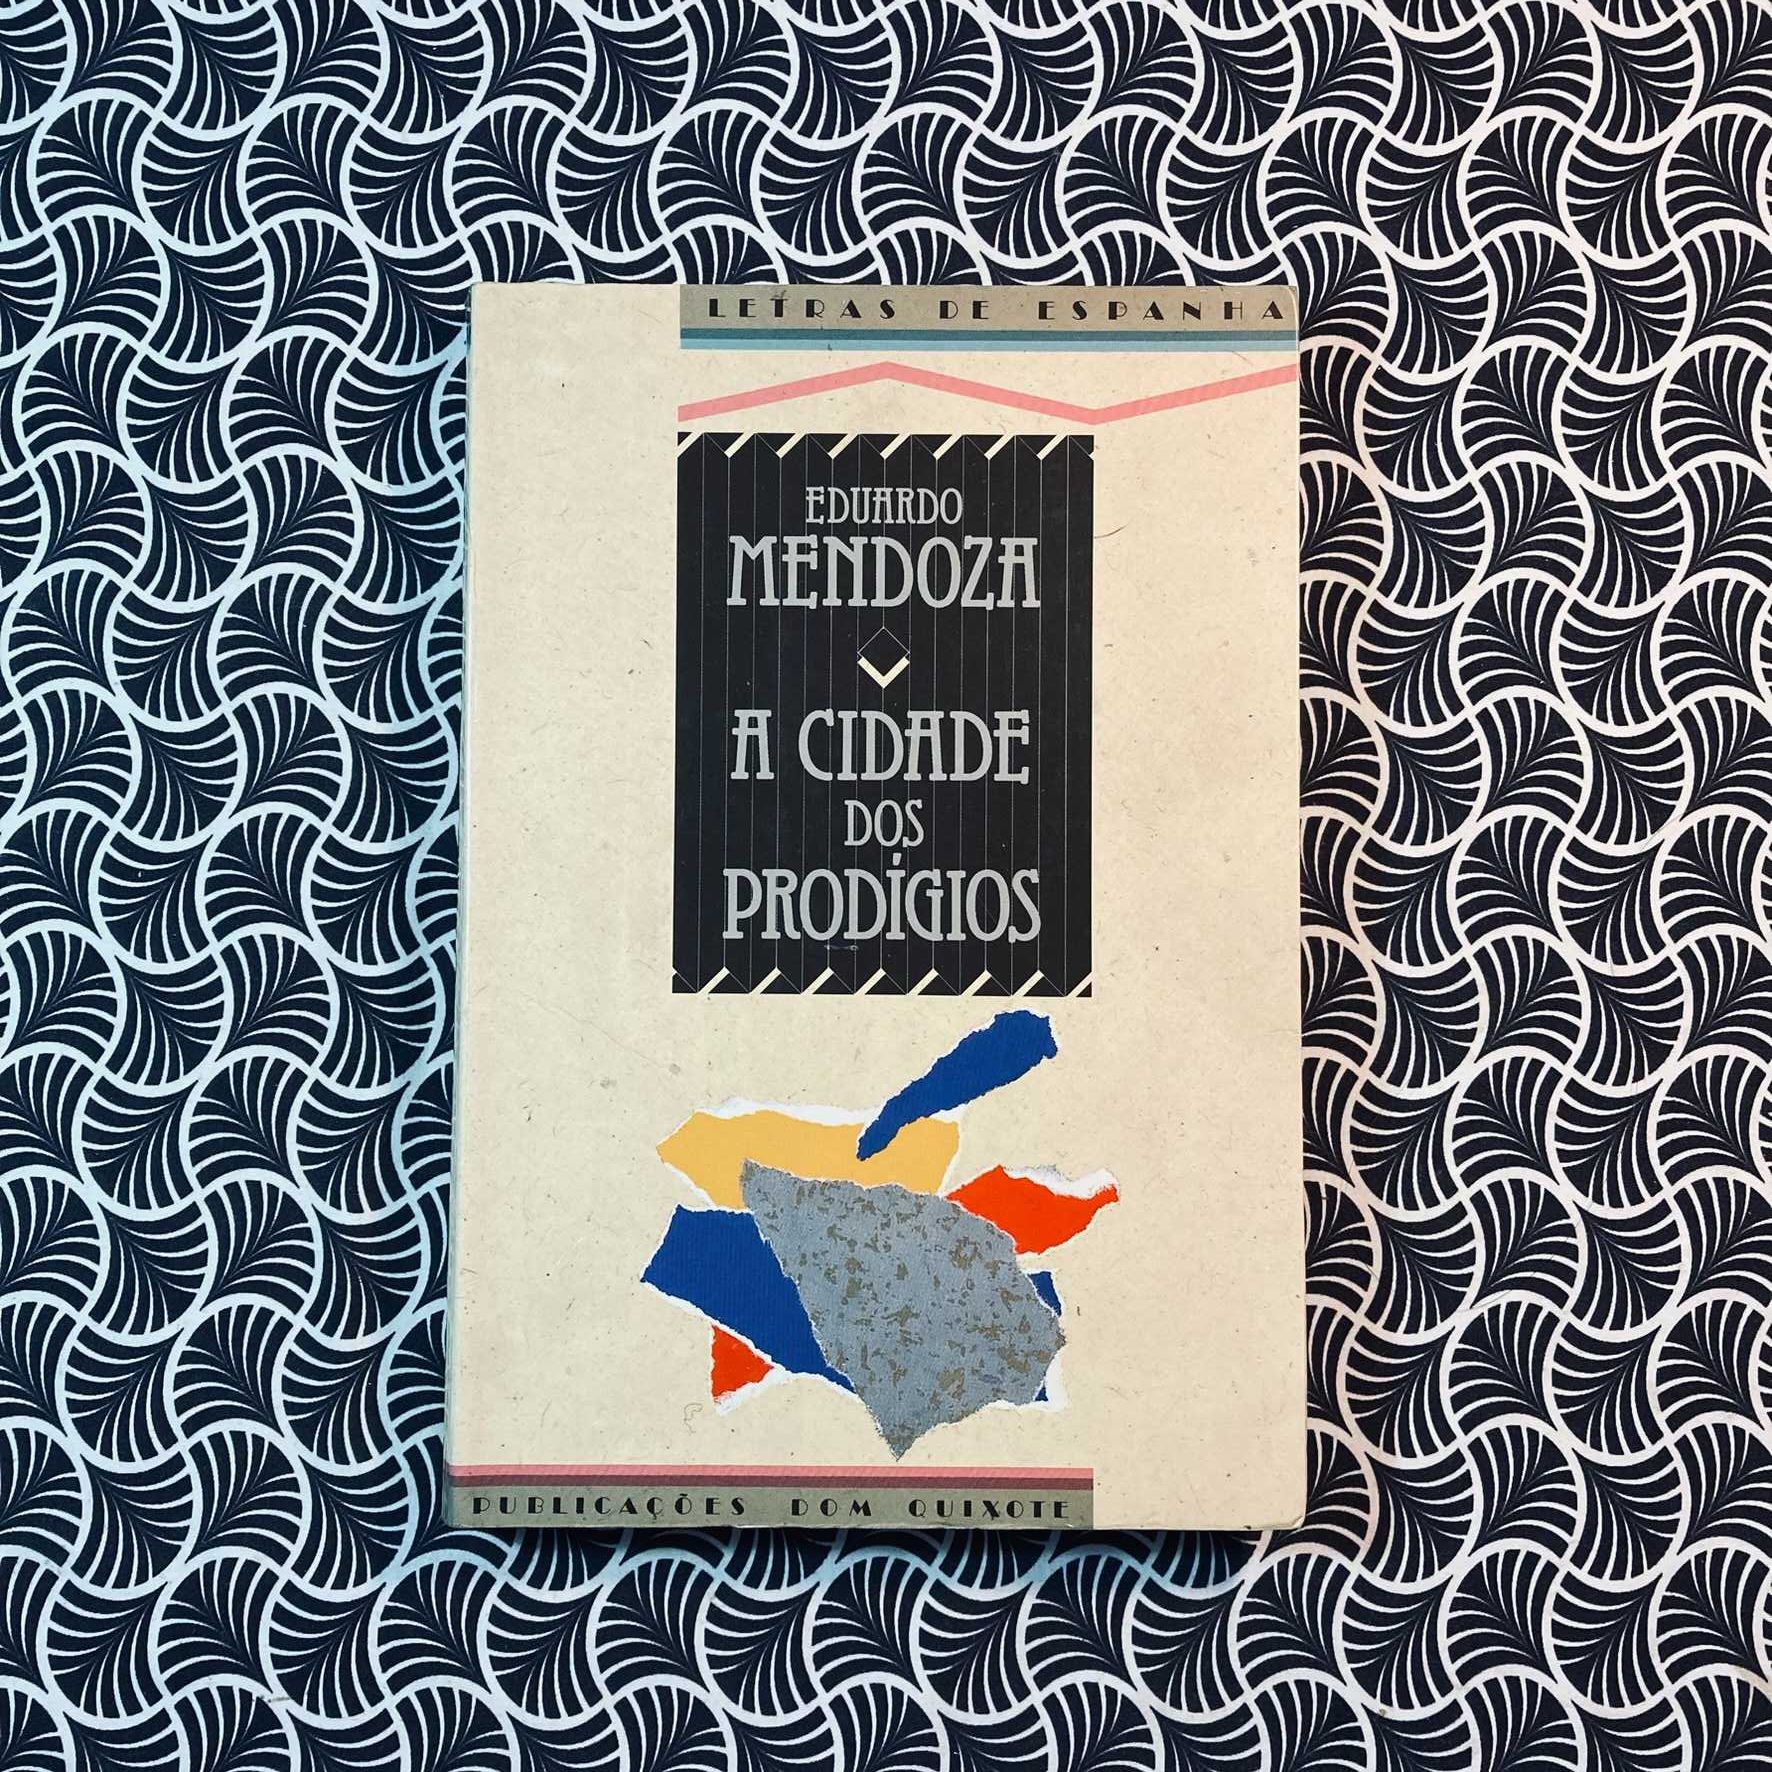 LETRAS DE ESPANHA
EDUARDO
MENDOZA
A CIDADE
DOS
PRODÍGIOS
PUBLICAÇÕES DOM QUIXOTE